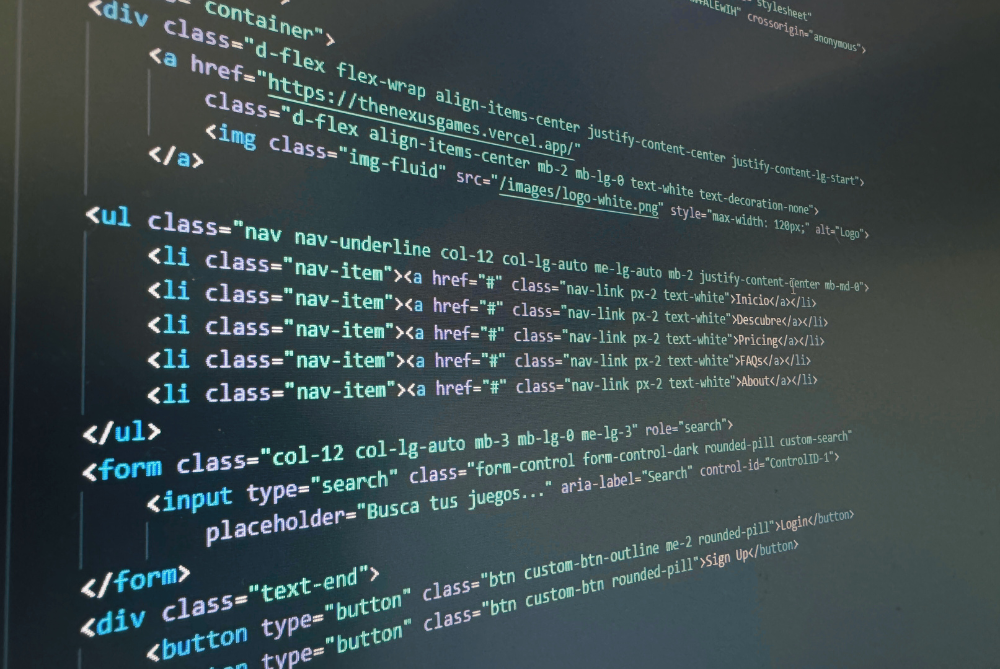 stylesheet"
crossorigin="anonymous">
container">
<div class="d-flex flex-wrap align-items-center justify-content-center justify-content-lg-start">
<a href="https://thenexusgames.vercel.app/"
class="d-flex align-items-center mb-2 mb-lg-0 text-white text-decoration-none">
<img class="img-fluid" src="/images/logo-white.png" style="max-width: 120px;" alt="Logo">
</a>
<ul class="nav nav-underline col-12 col-lg-auto me-lg-auto mb-2 justify-content-center mb-md-0">
<li class="nav-item"><a href="#" class="nav-link px-2 text-white">Inicio</a></li>
<li class="nav-item"><a href="#" class="nav-link px-2 text-white">Descubre</a></li>
<li class="nav-item"><a href="#" class="nav-link px-2 text-white">Pricing</a></li>
<li class="nav-item"><a href="#" class="nav-link px-2 text-white">FAQs</a></li>
<li class="nav-item"><a href="#" class="nav-link px-2 text-white">About</a></li>
</ul>
<form class="col-12 col-lg-auto mb-3 mb-lg-0 me-lg-3" role="search">
<input type="search" class="form-control form-control-dark rounded-pill custom-search"
placeholder="Busca tus juegos..." aria-label="Search" control-id="ControlID-1">
</form>
<div class="text-end">
<button type="button" class="btn custom-btn-outline me-2 rounded-pill">Login</button>
type="button" class="btn custom-btn rounded-pill">Sign Up</button>